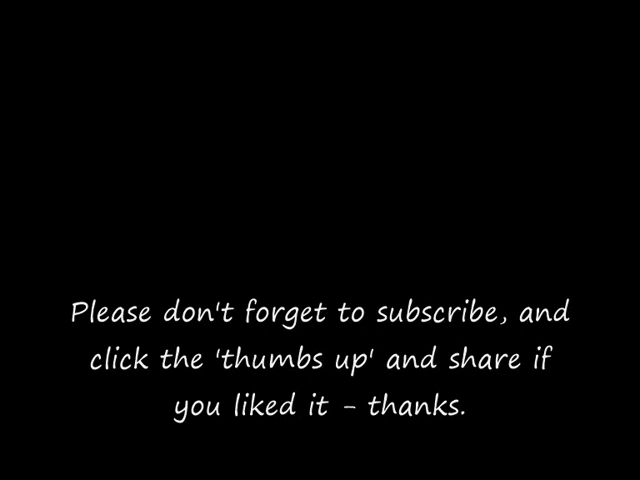 Please don't forget to subscribe, and
click the 'thumbs up' and share if
you liked it - thanks.